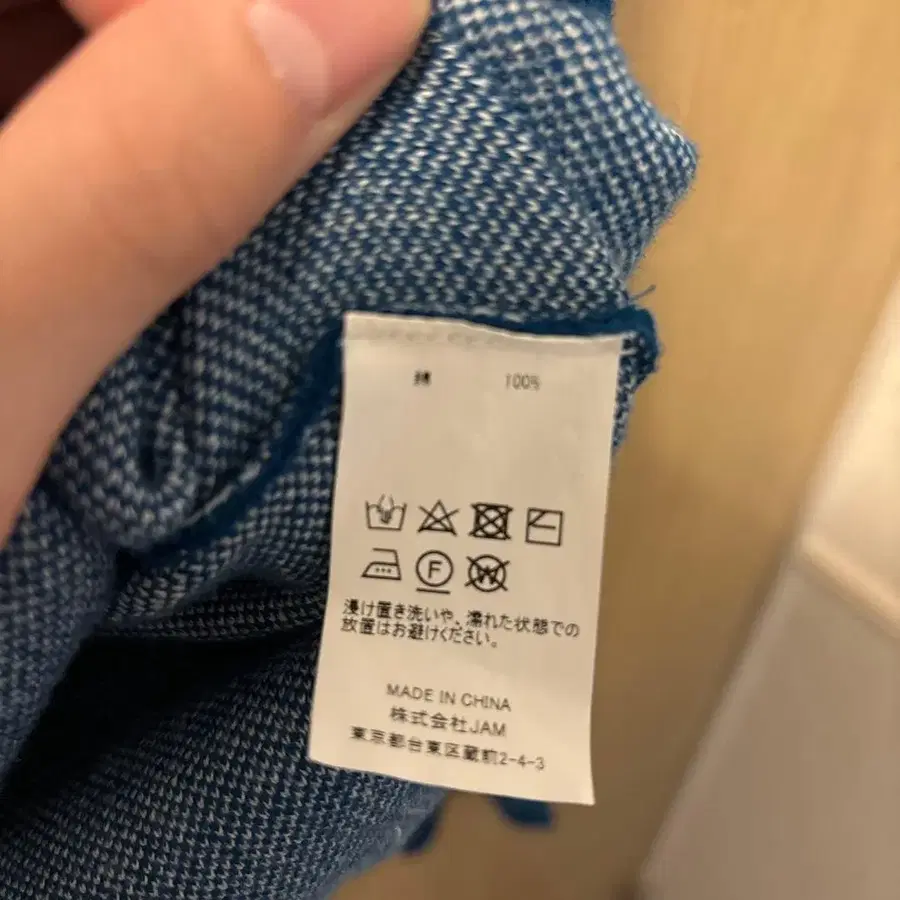 綿 100%
F
W
浸け置き洗いや、濡れた状態での
放置はお避けください。
MADE IN CHINA
株式会社JAM
東京都台東区蔵前2-4-3